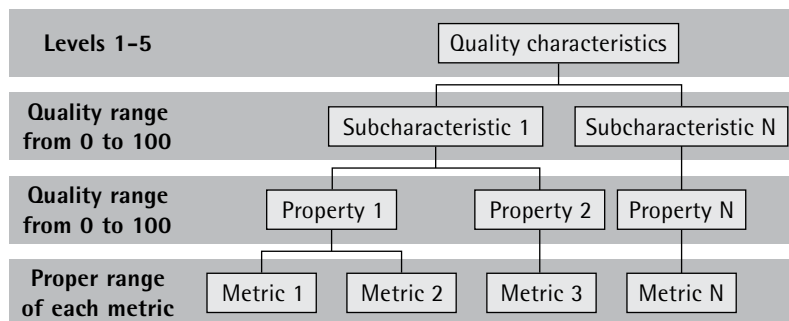 Levels 1–5
Quality characteristics
Quality range
from 0 to 100
Subcharacteristic 1
Subcharacteristic N
Quality range
from 0 to 100
Property 1
Property 2
Property N
Proper range
of each metric
Metric 1
Metric 2
Metric 3
Metric N